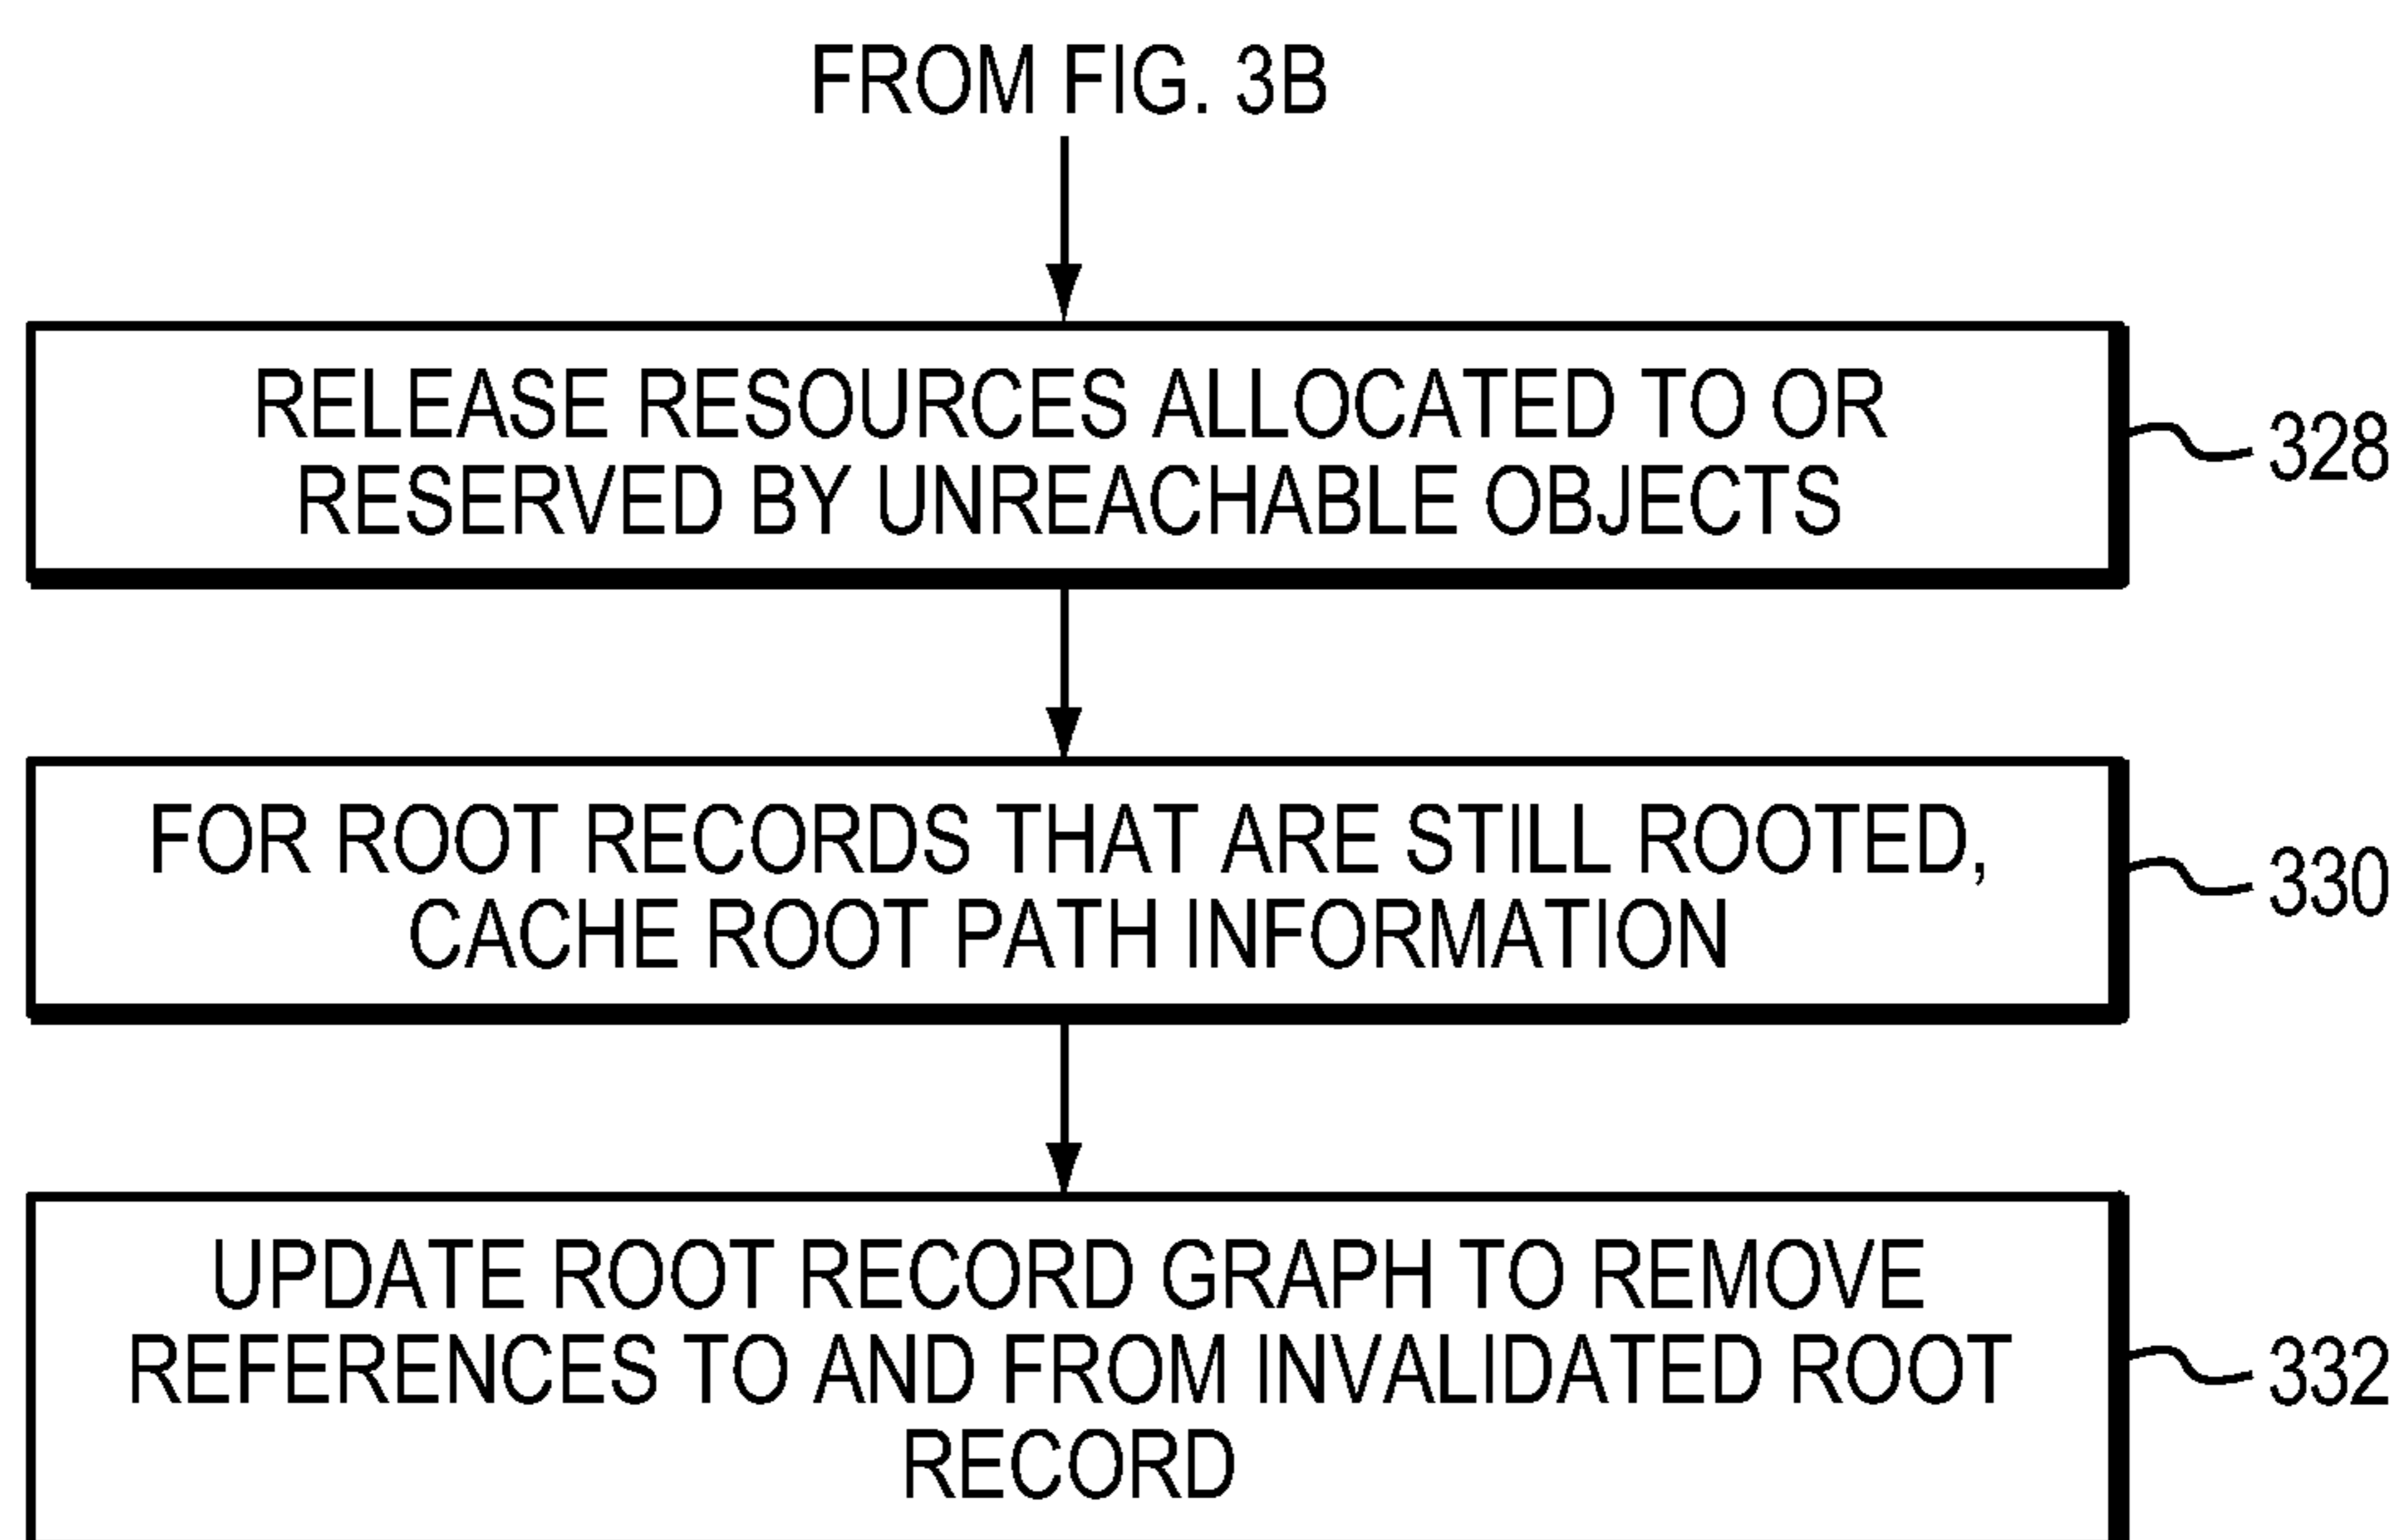 FROM FIG. 3B
RELEASE RESOURCES ALLOCATED TO OR
RESERVED BY UNREACHABLE OBJECTS
328
FOR ROOT RECORDS THAT ARE STILL ROOTED,
CACHE ROOT PATH INFORMATION
330
UPDATE ROOT RECORD GRAPH TO REMOVE
REFERENCES TO AND FROM INVALIDATED ROOT
RECORD
332